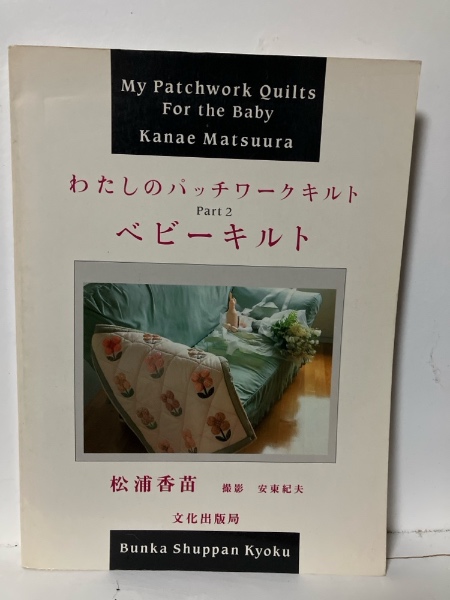 My Patchwork Quilts
For the Baby
Kanae Matsuura
わたしのパッチワークキルト
Part 2
ベビーキルト
松浦香苗 撮影 安東紀夫
文化出版局
Bunka Shuppan Kyoku